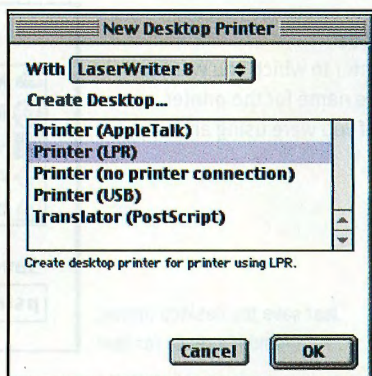 New Desktop Printer
With LaserWriter 8
Create Desktop...
Printer (AppleTalk)
Printer (LPR)
Printer (no printer connection)
Printer (USB)
Translator (PostScript)
Create desktop printer for printer using LPR.
Cancel OK